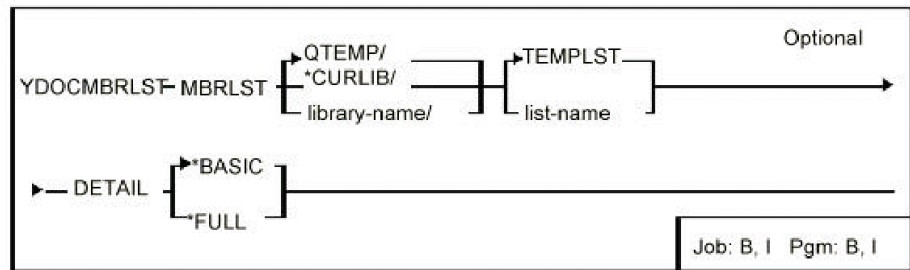 Optional
QTEMP/ TEMPLST
YDOCMBRLST MBRLST *CURLIB/
library-name/ list-name
*BASIC
DETAIL
*FULL
Job: B, I Pgm: B, I